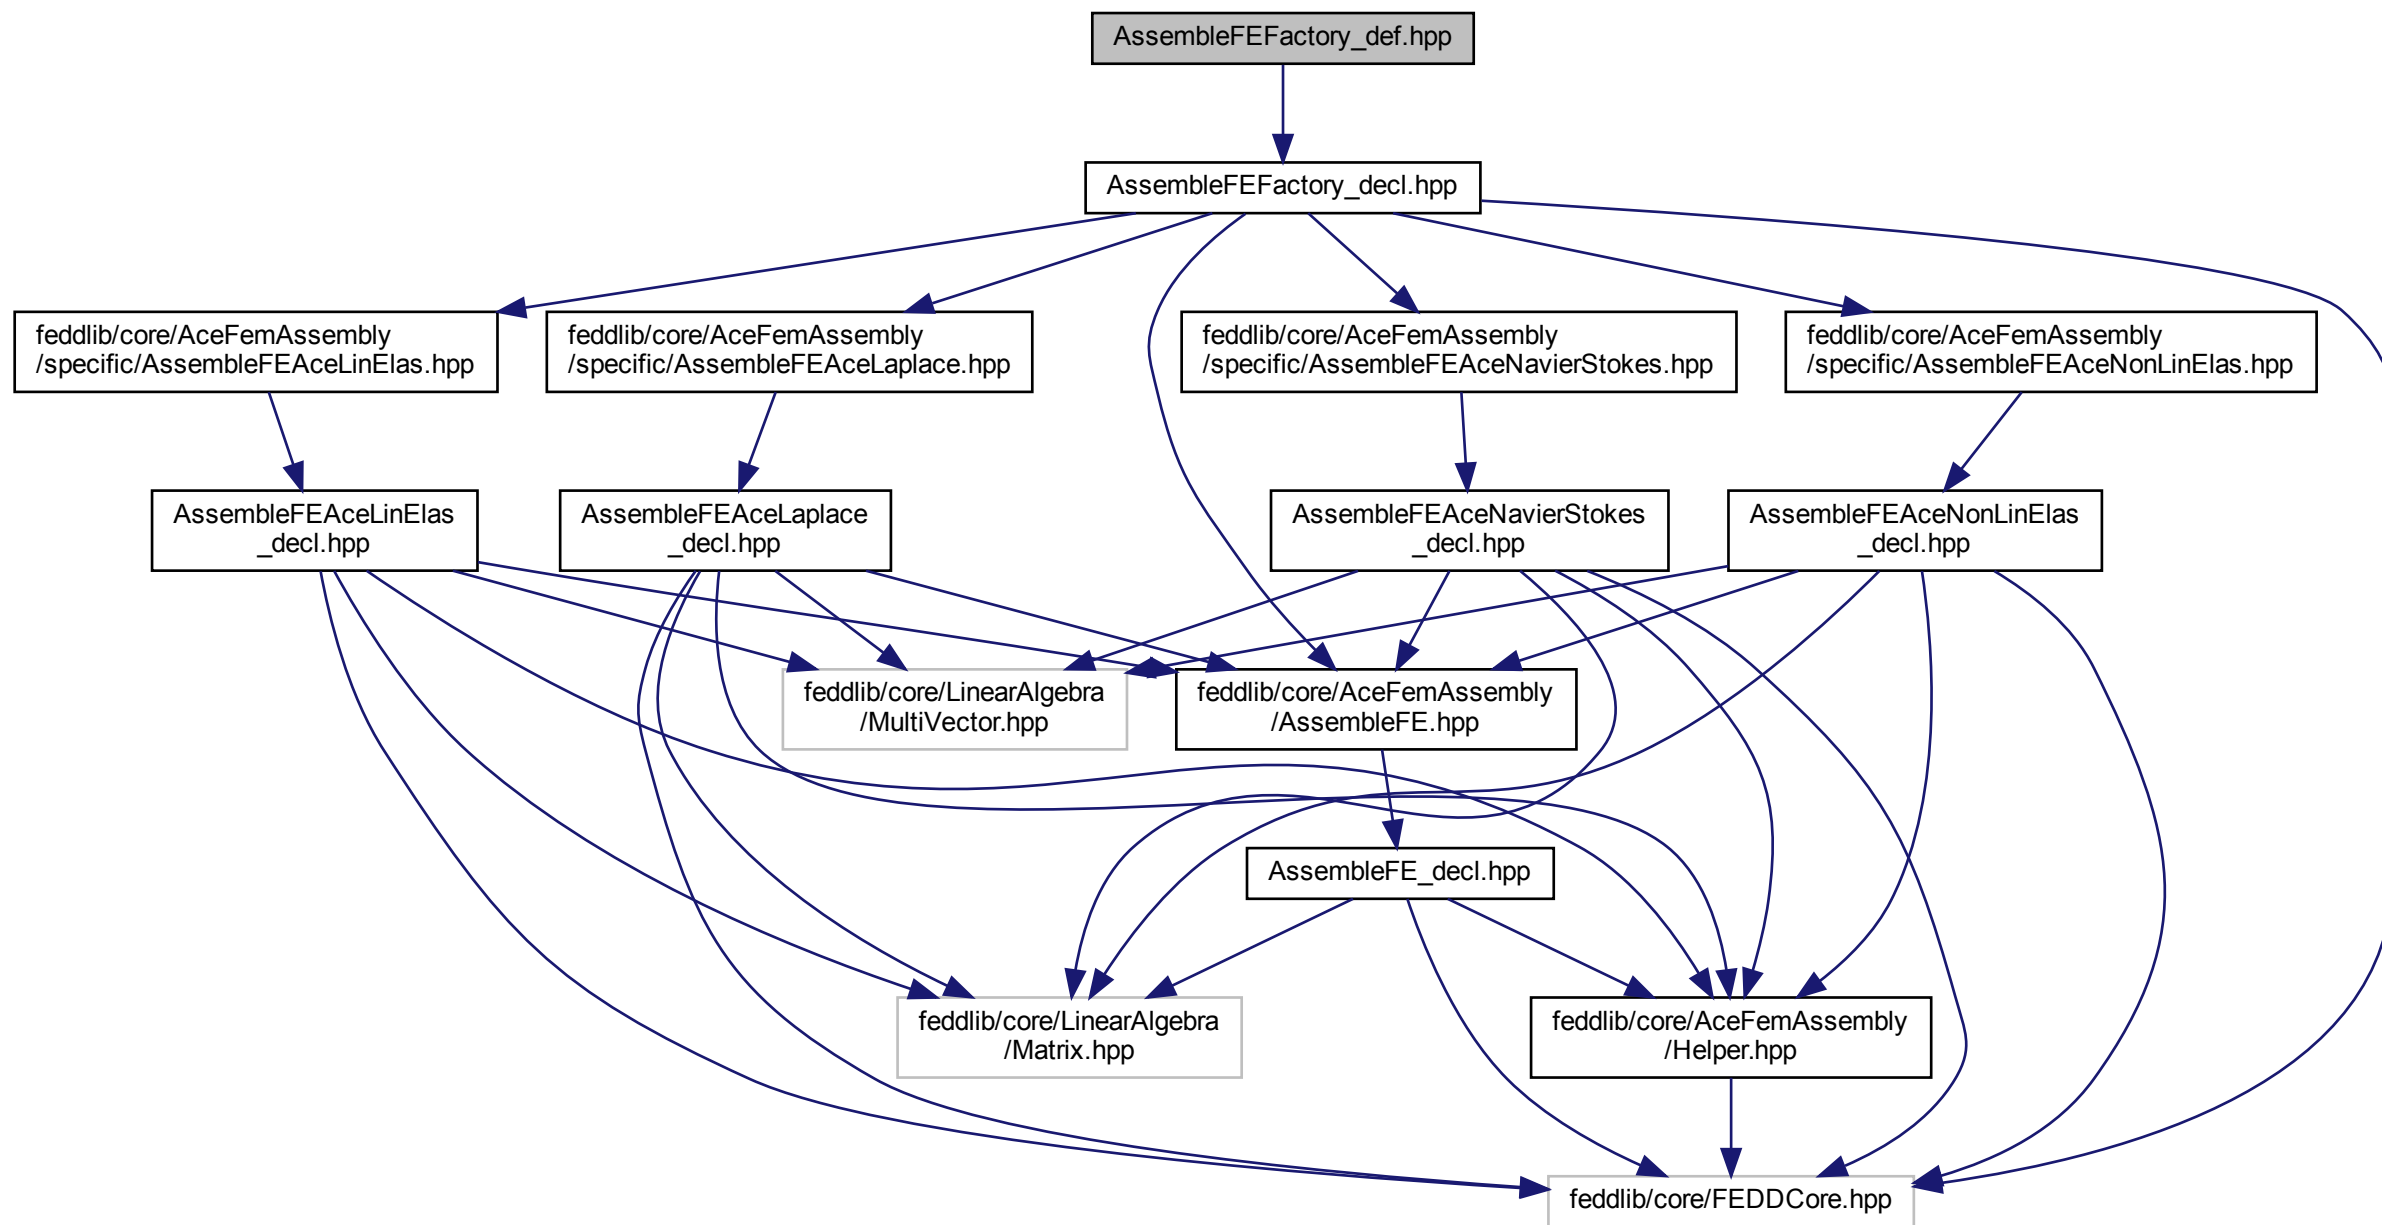 AssembleFEFactory_def.hpp
AssembleFEFactory_decl.hpp
feddlib/core/AceFemAssembly
/specific/AssembleFEAceLinElas.hpp
feddlib/core/AceFemAssembly
/specific/AssembleFEAceLaplace.hpp
feddlib/core/AceFemAssembly
/specific/AssembleFEAceNavierStokes.hpp
feddlib/core/AceFemAssembly
/specific/AssembleFEAceNonLinElas.hpp
AssembleFEAceLinElas
_decl.hpp
AssembleFEAceLaplace
_decl.hpp
AssembleFEAceNavierStokes
_decl.hpp
AssembleFEAceNonLinElas
_decl.hpp
feddlib/core/LinearAlgebra
/MultiVector.hpp
feddlib/core/AceFemAssembly
/AssembleFE.hpp
AssembleFE_decl.hpp
feddlib/core/LinearAlgebra
/Matrix.hpp
feddlib/core/AceFemAssembly
/Helper.hpp
feddlib/core/FEDDCore.hpp